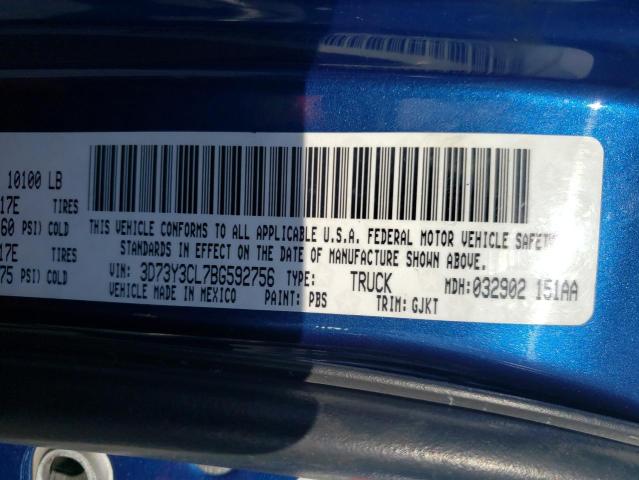 10100 LB
17E TIRES
60 PSI) COLD
17E TIRES
75 PSI) COLD
THIS VEHICLE CONFORMS TO ALL APPLICABLE U.S.A. FEDERAL MOTOR VEHICLE SAFETY
STANDARDS IN EFFECT ON THE DATE OF MANUFACTURE SHOWN ABOVE.
VIN: 3D73Y3CL7BG592756 TYPE: TRUCK MDH: 032902 151AA
VEHICLE MADE IN MEXICO PAINT: PBS TRIM: GJKT